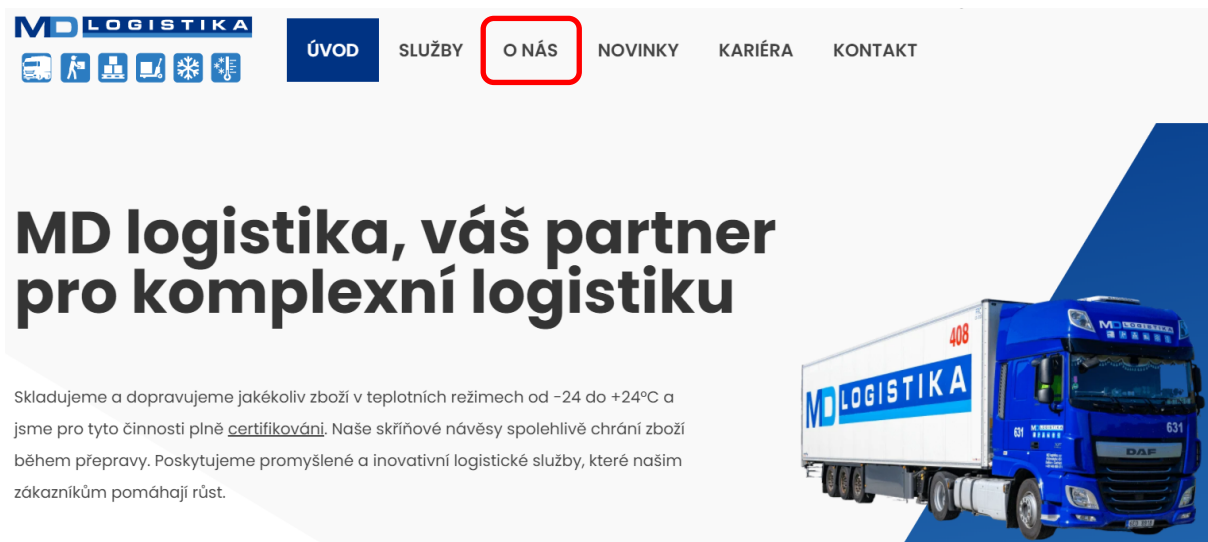 MD LOGISTIKA
ÚVOD SLUŽBY O NÁS NOVINKY KARIÉRA KONTAKT
MD logistika, váš partner
pro komplexní logistiku
Skladujeme a dopravujeme jakékoliv zboží v teplotních režimech od -24 do +24°C a
jsme pro tyto činnosti plně certifikováni. Naše skříňové návěsy spolehlivě chrání zboží
během přepravy. Poskytujeme promyšlené a inovativní logistické služby, které našim
zákazníkům pomáhají růst.
408
MD LOGISTIKA
MD LOGISTIKA
631
631
DAF